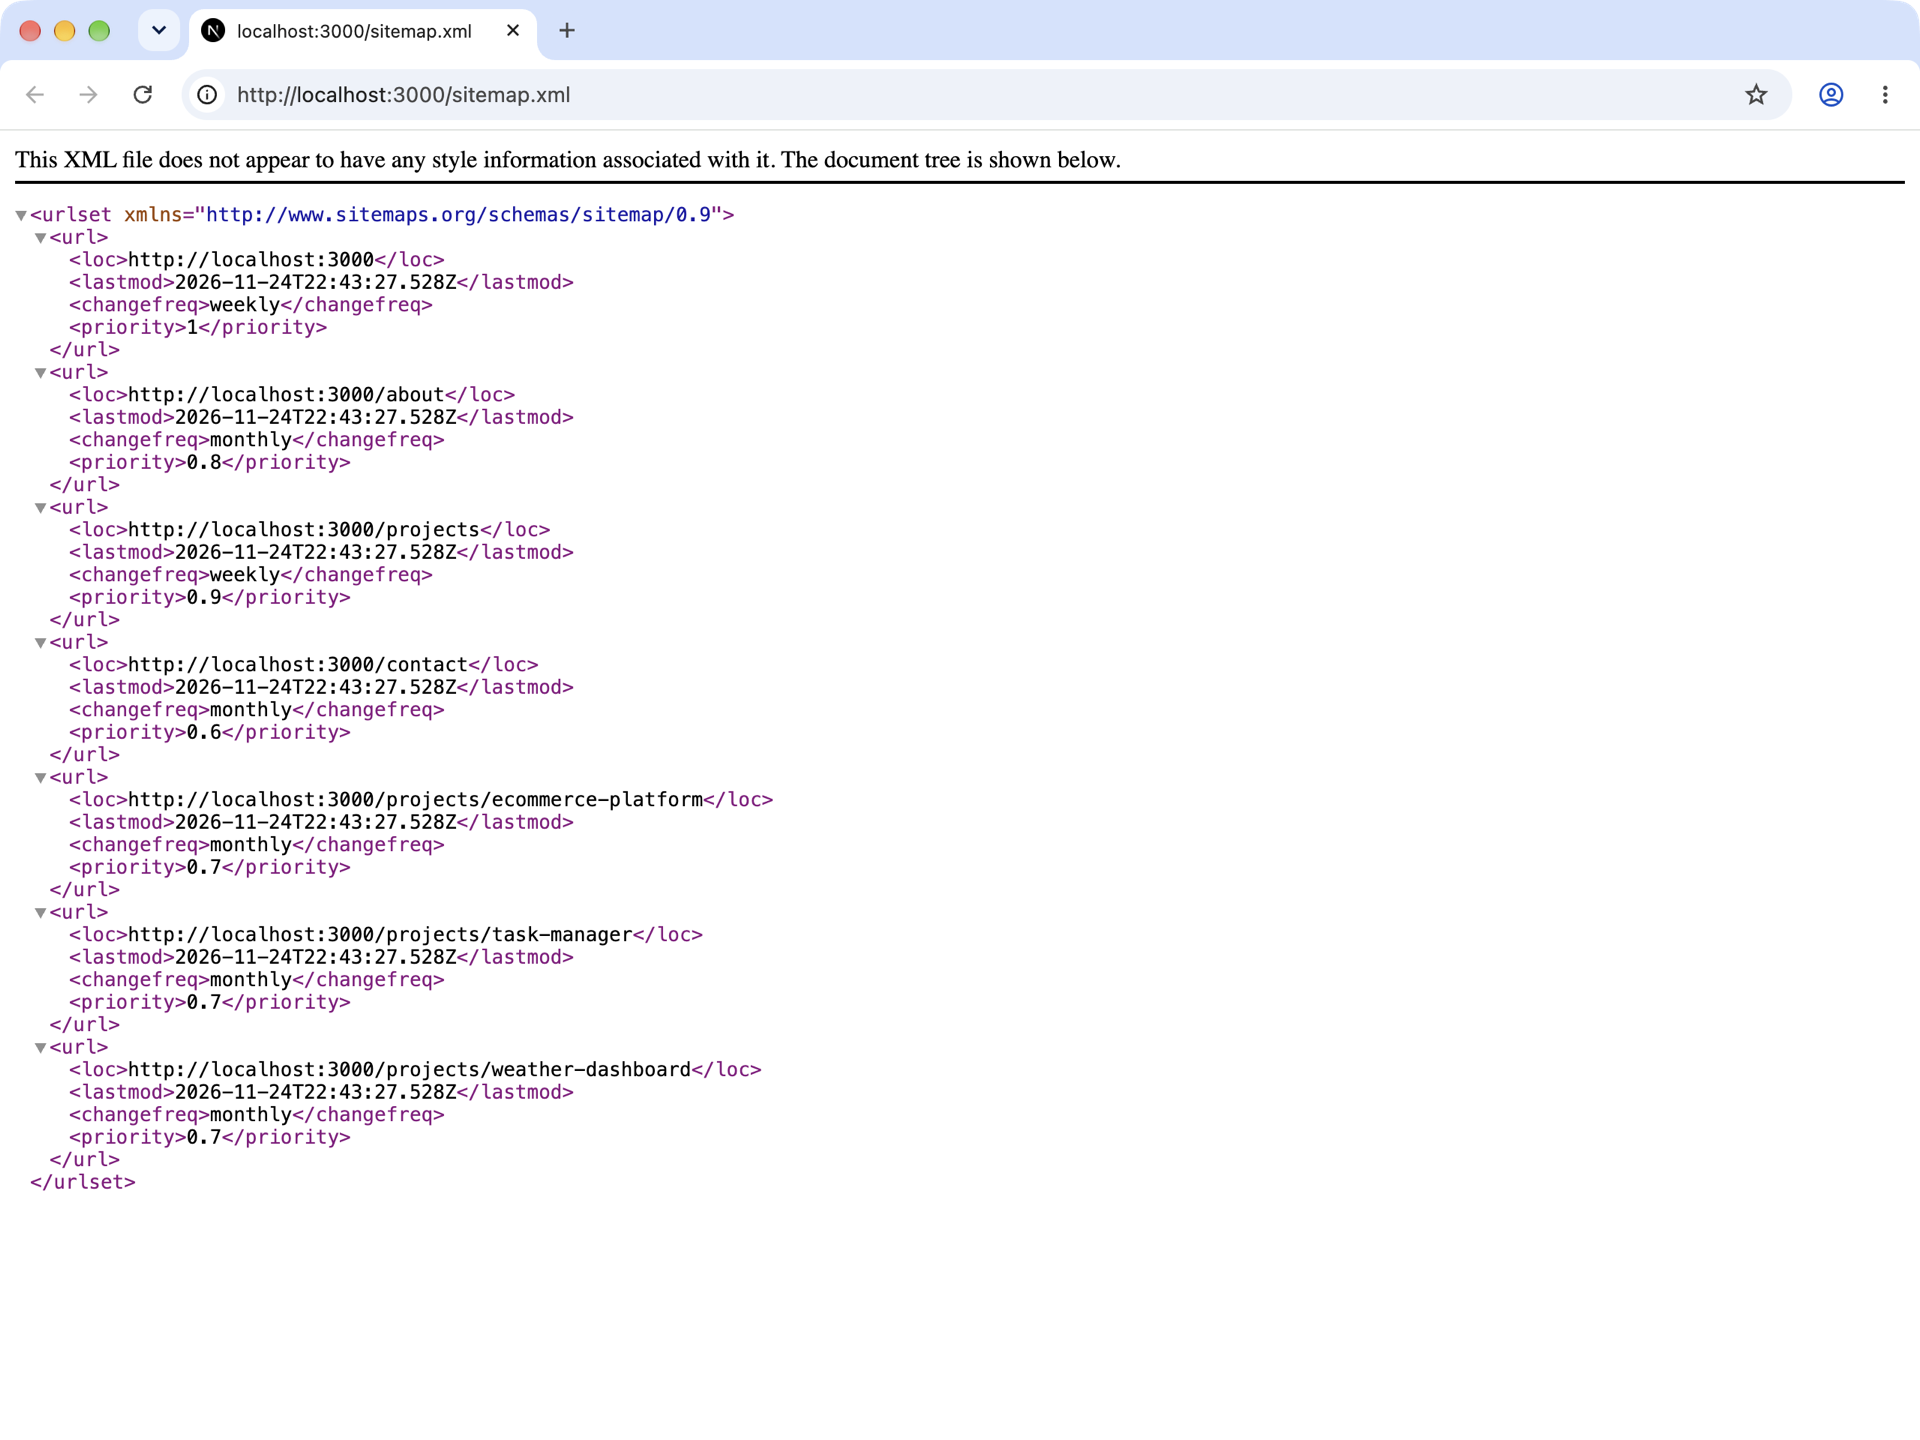 localhost:3000/sitemap.xml
http://localhost:3000/sitemap.xml
This XML file does not appear to have any style information associated with it. The document tree is shown below.
<urlset xmlns="http://www.sitemaps.org/schemas/sitemap/0.9">
<url>
<loc>http://localhost:3000</loc>
<lastmod>2026-11-24T22:43:27.528Z</lastmod>
<changefreq>weekly</changefreq>
<priority>1</priority>
</url>
<url>
<loc>http://localhost:3000/about</loc>
<lastmod>2026-11-24T22:43:27.528Z</lastmod>
<changefreq>monthly</changefreq>
<priority>0.8</priority>
</url>
<url>
<loc>http://localhost:3000/projects</loc>
<lastmod>2026-11-24T22:43:27.528Z</lastmod>
<changefreq>weekly</changefreq>
<priority>0.9</priority>
</url>
<url>
<loc>http://localhost:3000/contact</loc>
<lastmod>2026-11-24T22:43:27.528Z</lastmod>
<changefreq>monthly</changefreq>
<priority>0.6</priority>
</url>
<url>
<loc>http://localhost:3000/projects/ecommerce-platform</loc>
<lastmod>2026-11-24T22:43:27.528Z</lastmod>
<changefreq>monthly</changefreq>
<priority>0.7</priority>
</url>
<url>
<loc>http://localhost:3000/projects/task-manager</loc>
<lastmod>2026-11-24T22:43:27.528Z</lastmod>
<changefreq>monthly</changefreq>
<priority>0.7</priority>
</url>
<url>
<loc>http://localhost:3000/projects/weather-dashboard</loc>
<lastmod>2026-11-24T22:43:27.528Z</lastmod>
<changefreq>monthly</changefreq>
<priority>0.7</priority>
</url>
</urlset>